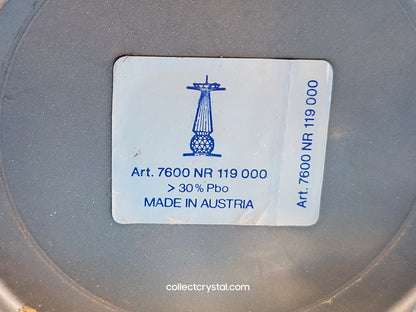 Art. 7600 NR 119 000
> 30% Pbo
MADE IN AUSTRIA
Art. 7600 NR 119 000
collectcrystal.com